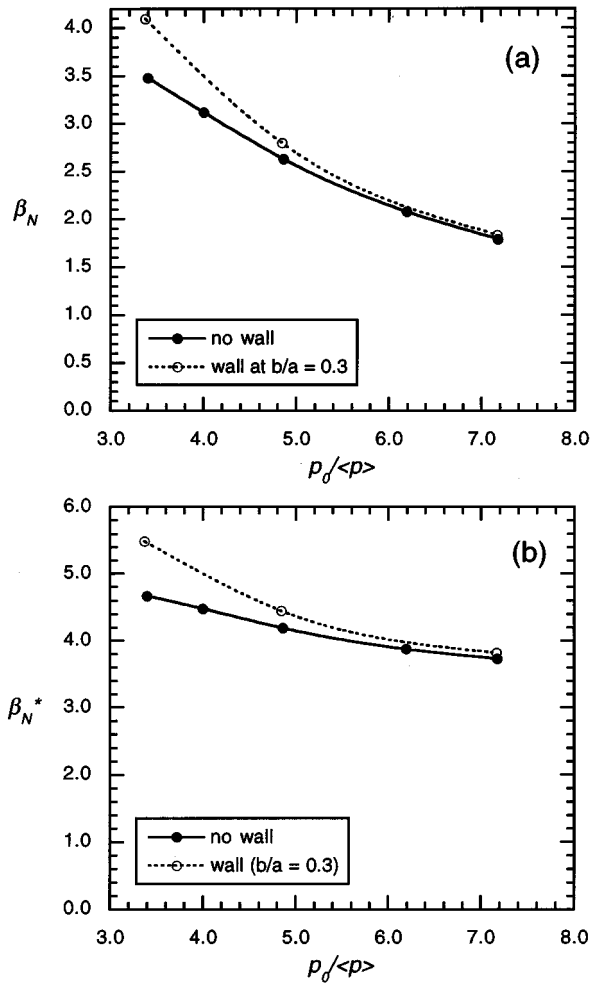 4.0
(a)
3.5
3.0
2.5
β_N
2.0
1.5
no wall
1.0
wall at b/a = 0.3
0.5
0.0
3.0 4.0 5.0 6.0 7.0 8.0
p_0/<p>
6.0
(b)
5.0
4.0
β_N*
3.0
2.0
no wall
1.0
wall (b/a = 0.3)
0.0
3.0 4.0 5.0 6.0 7.0 8.0
p_0/<p>